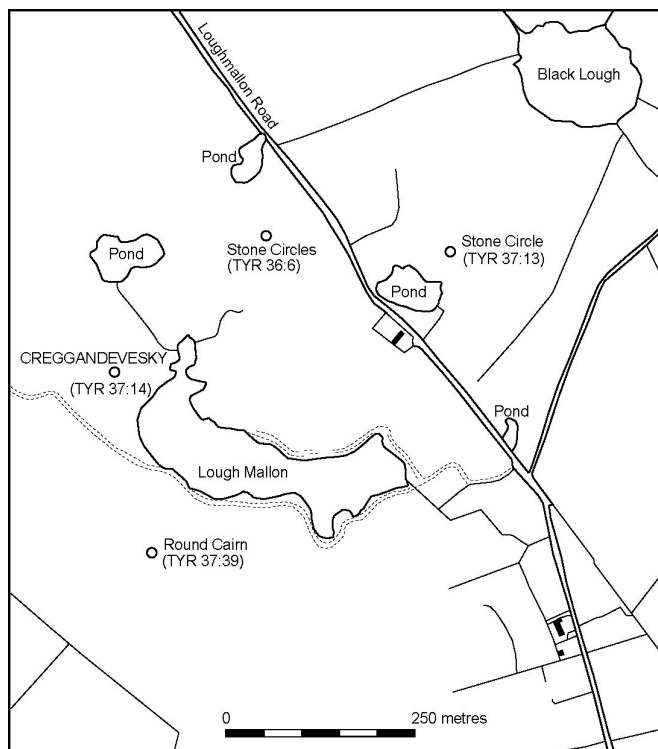 Loughmallon Road
Black Lough
Pond
Stone Circles
(TYR 36:6)
Stone Circle
(TYR 37:13)
Pond
Pond
CREGGANDEVESKY
(TYR 37:14)
Pond
Lough Mallon
Round Cairn
(TYR 37:39)
0
250 metres